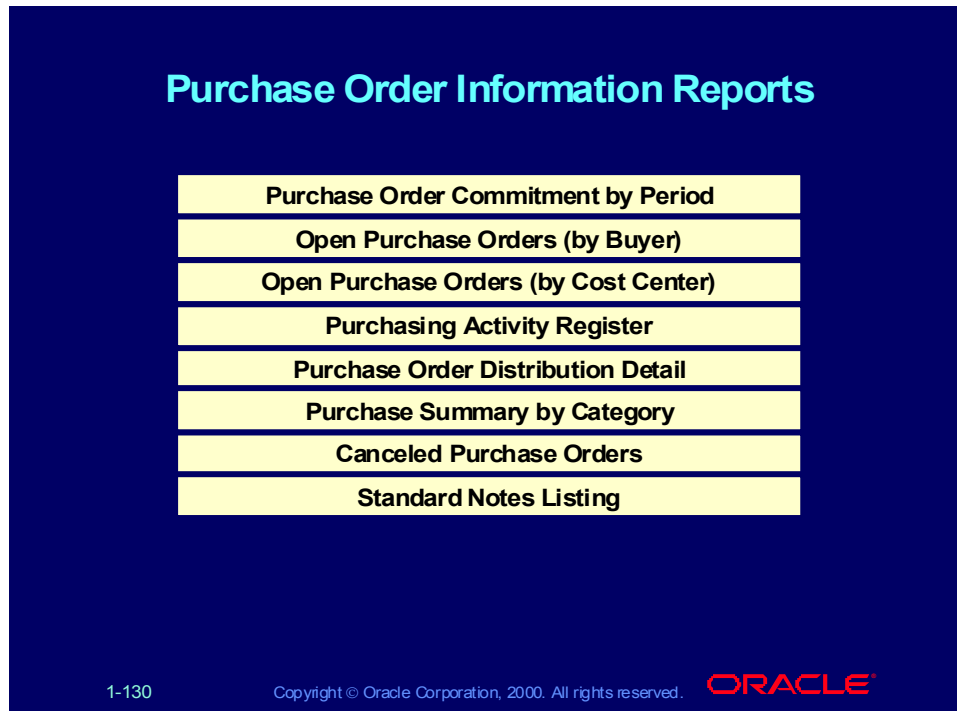 Purchase Order Information Reports
Purchase Order Commitment by Period
Open Purchase Orders (by Buyer)
Open Purchase Orders (by Cost Center)
Purchasing Activity Register
Purchase Order Distribution Detail
Purchase Summary by Category
Canceled Purchase Orders
Standard Notes Listing
1-130 Copyright © Oracle Corporation, 2000. All rights reserved. ORACLE®